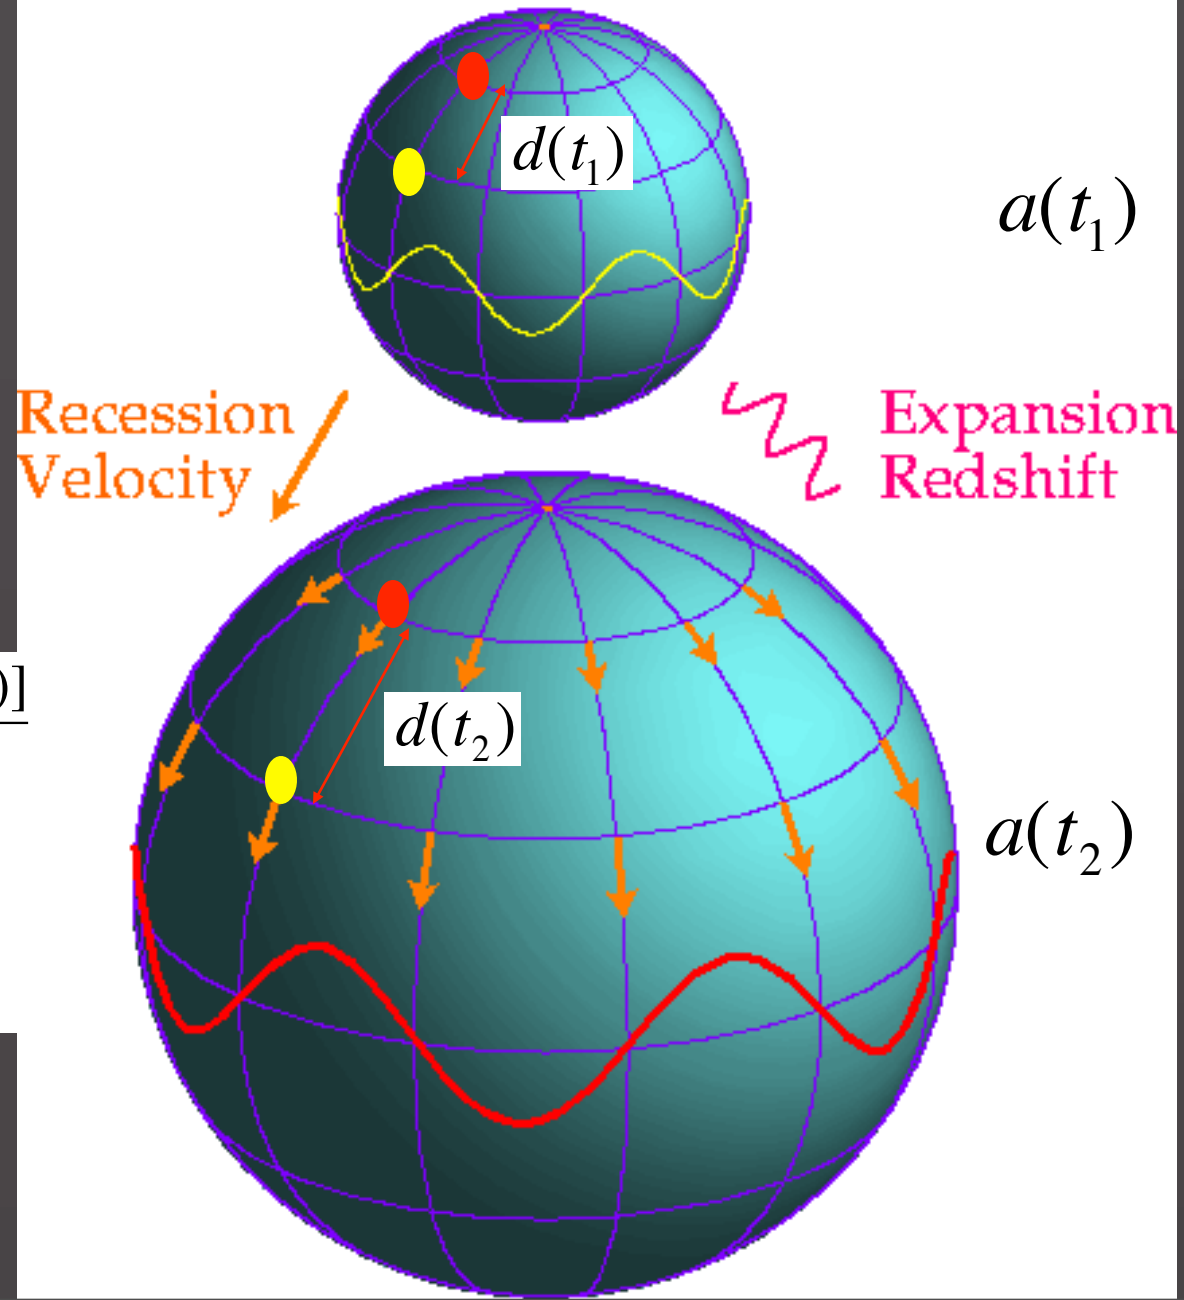 d(t₁)
a(t₁)
Recession
Velocity
Expansion
Redshift
)]
d(t₂)
a(t₂)